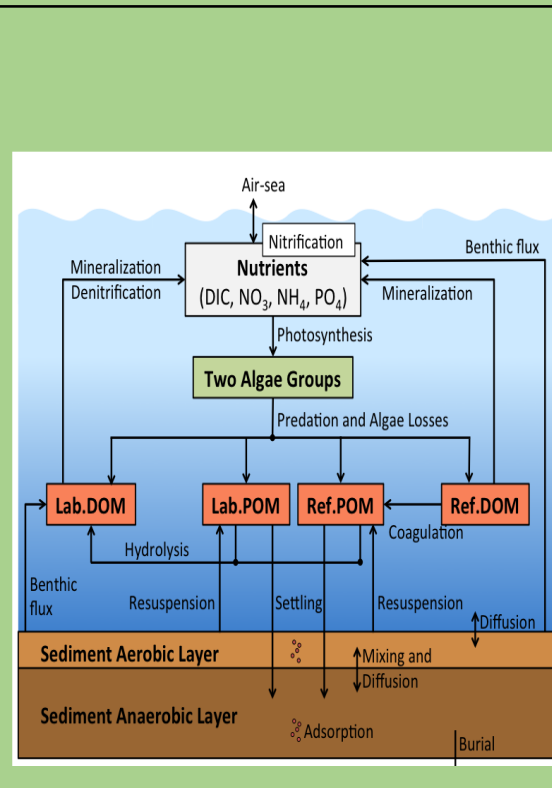 Air-sea
Nitrification
Benthic flux
Mineralization
Denitrification
Nutrients
(DIC, NO₃, NH₄, PO₄)
Mineralization
Photosynthesis
Two Algae Groups
Predation and Algae Losses
Lab.DOM
Lab.POM
Ref.POM
Ref.DOM
Coagulation
Hydrolysis
Benthic
flux
Resuspension
Settling
Resuspension
Diffusion
Sediment Aerobic Layer
Mixing and
Diffusion
Sediment Anaerobic Layer
Adsorption
Burial